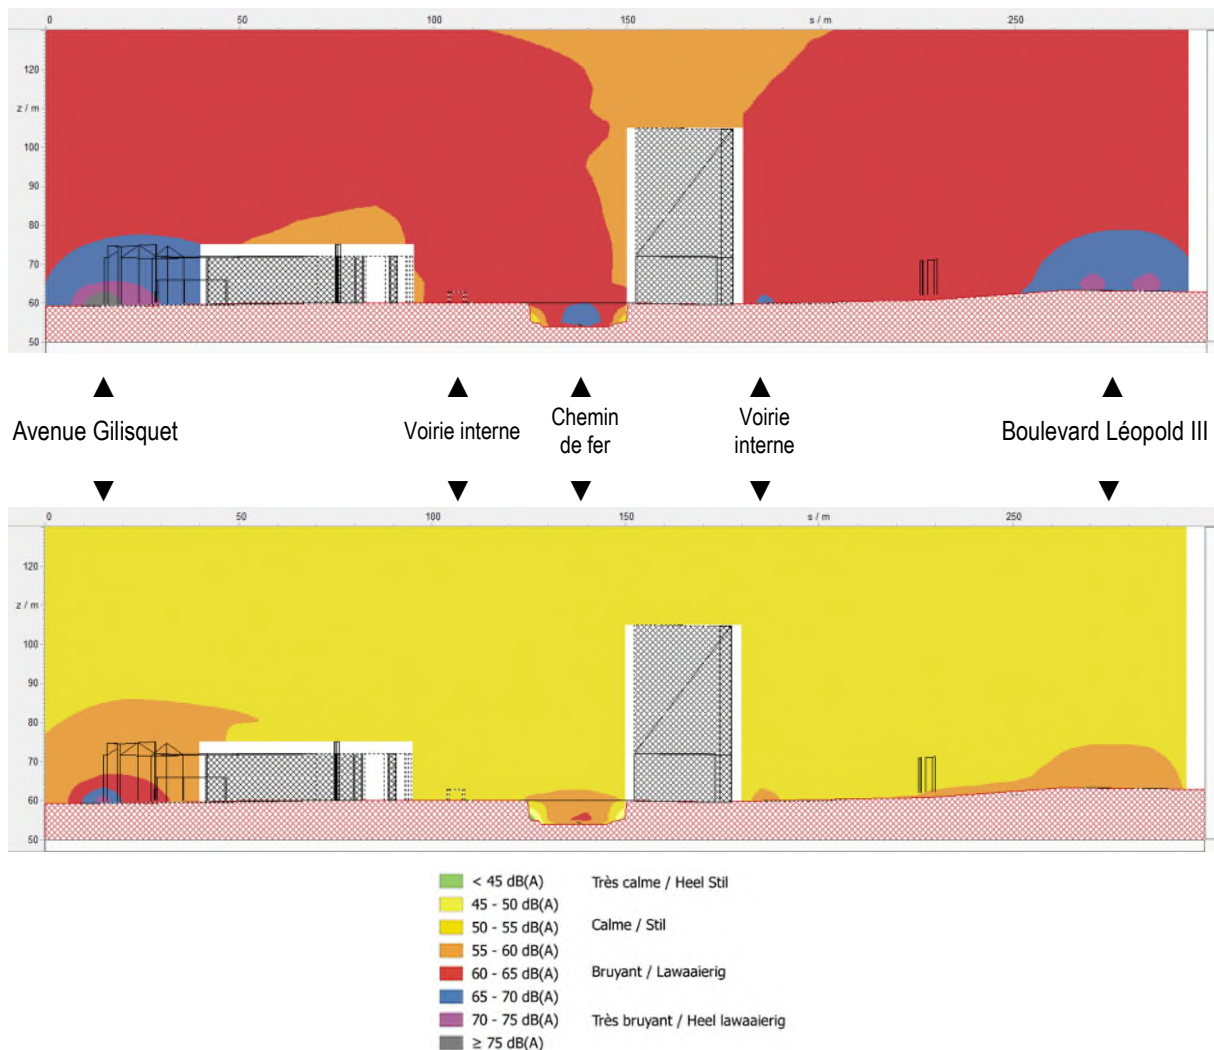 0 50 100 150 s / m 250
120
z / m
100
90
80
70
60
50
Avenue Gilisquet
Voirie interne
Chemin
de fer
Voirie
interne
Boulevard Léopold III
0 50 100 150 s / m 250
120
z / m
100
90
80
70
60
50
< 45 dB(A) Très calme / Heel Stil
45 - 50 dB(A)
50 - 55 dB(A) Calme / Stil
55 - 60 dB(A)
60 - 65 dB(A) Bruyant / Lawaaierig
65 - 70 dB(A)
70 - 75 dB(A) Très bruyant / Heel lawaaierig
≥ 75 dB(A)